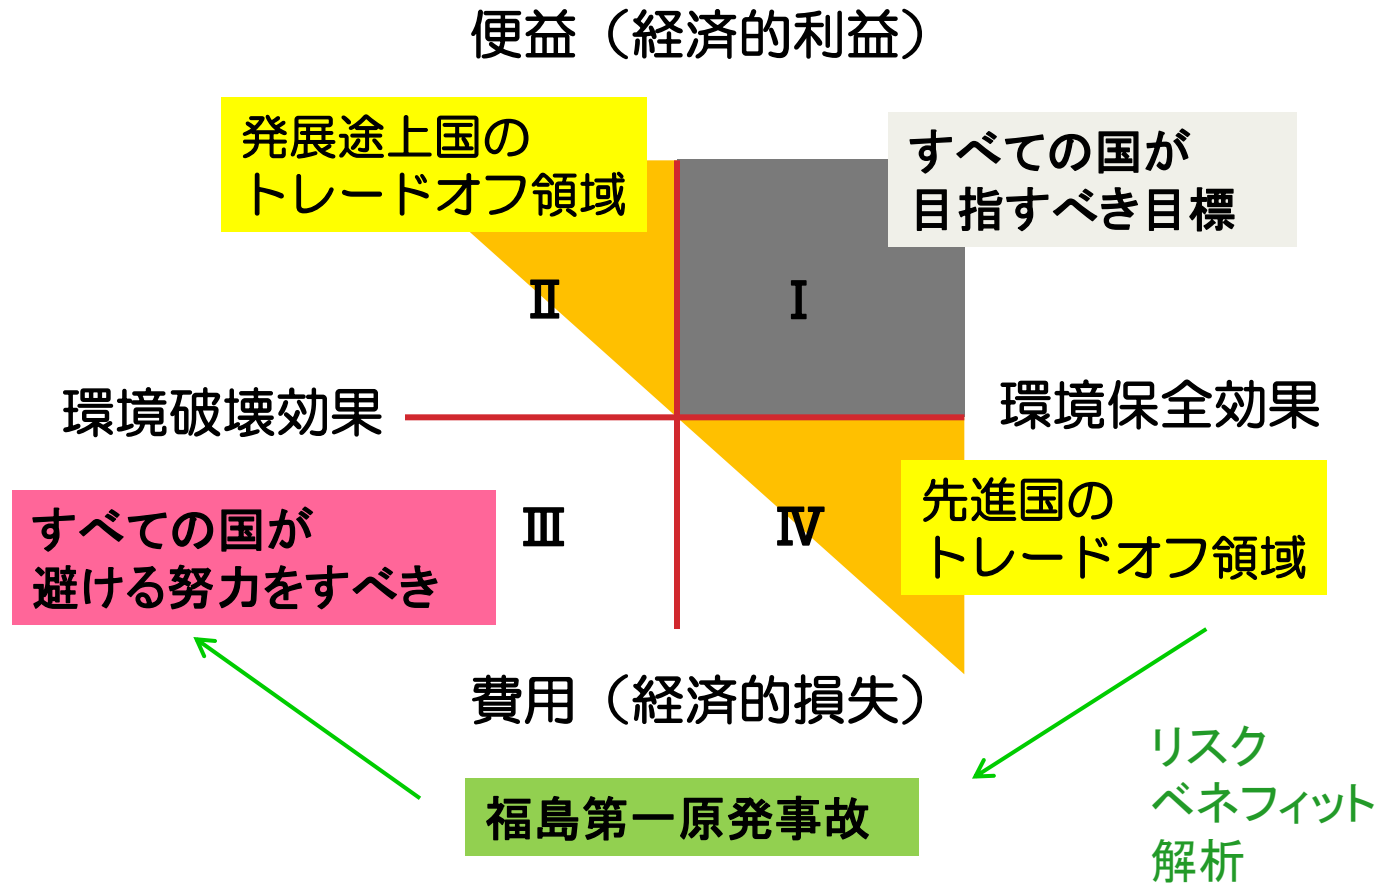 便益（経済的利益）
発展途上国の
トレードオフ領域
すべての国が
目指すべき目標
Ⅱ
Ⅰ
環境破壊効果
環境保全効果
すべての国が
避ける努力をすべき
Ⅲ
Ⅳ
先進国の
トレードオフ領域
費用（経済的損失）
福島第一原発事故
リスク
ベネフィット
解析